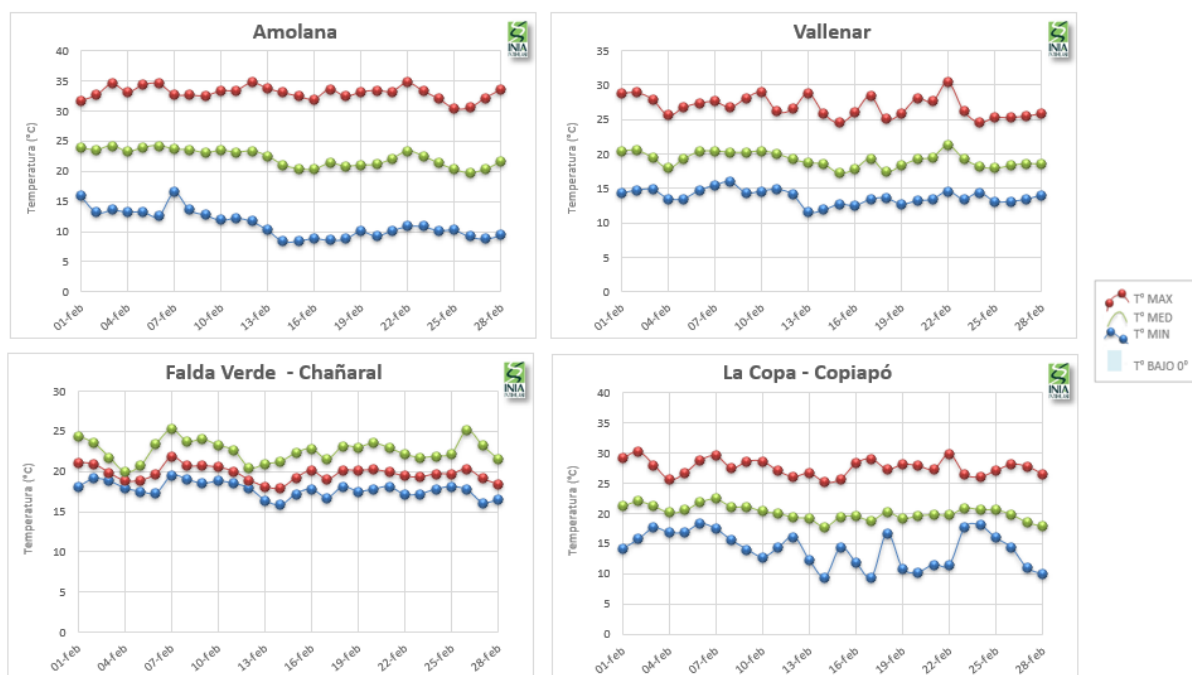 Amolana
INIA
Temperatura (°C)
40
35
30
25
20
15
10
5
0
01-feb
04-feb
07-feb
10-feb
13-feb
16-feb
19-feb
22-feb
25-feb
28-feb
Vallenar
INIA
Temperatura (°C)
35
30
25
20
15
10
5
0
01-feb
04-feb
07-feb
10-feb
13-feb
16-feb
19-feb
22-feb
25-feb
28-feb
T° MAX
T° MED
T° MIN
T° BAJO 0°
Falda Verde - Chañaral
INIA
Temperatura (°C)
30
25
20
15
10
5
0
01-feb
04-feb
07-feb
10-feb
13-feb
16-feb
19-feb
22-feb
25-feb
28-feb
La Copa - Copiapó
INIA
Temperatura (°C)
40
35
30
25
20
15
10
5
0
01-feb
04-feb
07-feb
10-feb
13-feb
16-feb
19-feb
22-feb
25-feb
28-feb